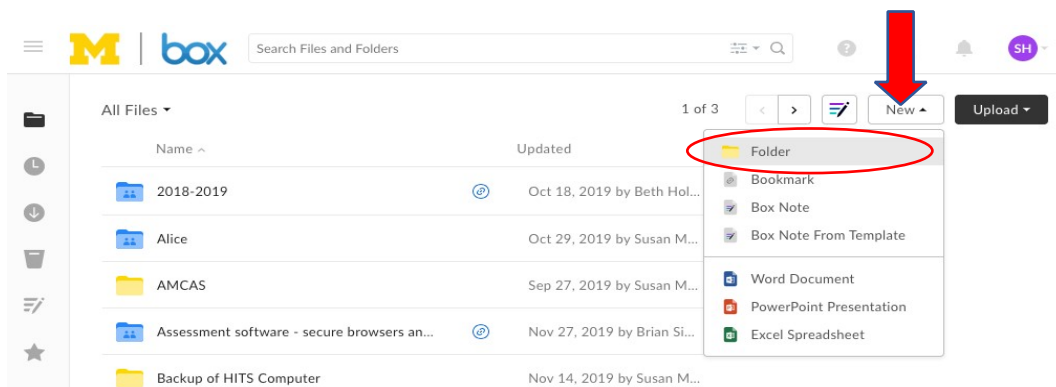 M box Search Files and Folders ? SH
All Files 1 of 3 < > New Upload
Name Updated
Folder
Bookmark
Box Note
Box Note From Template
Word Document
PowerPoint Presentation
Excel Spreadsheet
2018-2019 Oct 18, 2019 by Beth Hol...
Alice Oct 29, 2019 by Susan M...
AMCAS Sep 27, 2019 by Susan M...
Assessment software - secure browsers an... Nov 27, 2019 by Brian Si...
Backup of HITS Computer Nov 14, 2019 by Susan M...